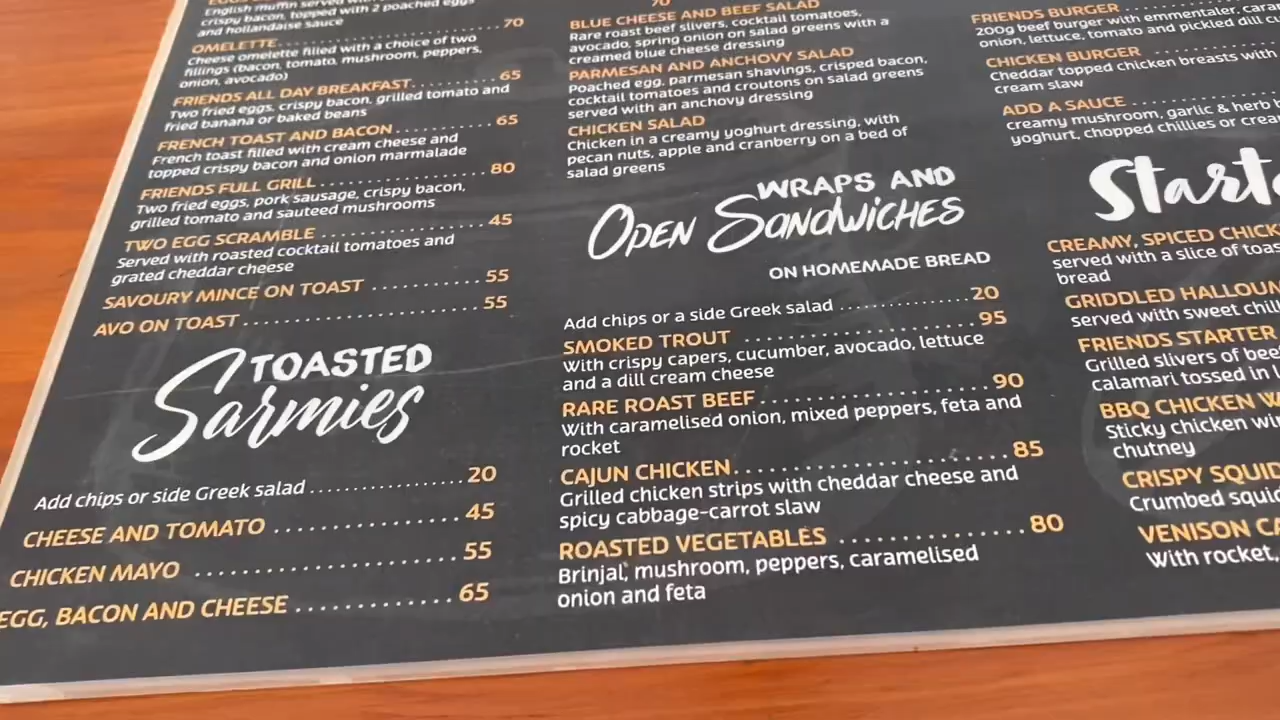 English muffin served with
crispy bacon, topped with 2 poached eggs
and hollandaise sauce
70
OMELETTE
Cheese omelette filled with a choice of two
fillings (bacon, tomato, mushroom, peppers,
onion, avocado)
FRIENDS ALL DAY BREAKFAST 65
Two fried eggs, crispy bacon, grilled tomato and
fried banana or baked beans
FRENCH TOAST AND BACON 65
French toast filled with cream cheese and
topped crispy bacon and onion marmalade
FRIENDS FULL GRILL 80
Two fried eggs, pork sausage, crispy bacon,
grilled tomato and sauteed mushrooms
TWO EGG SCRAMBLE 45
Served with roasted cocktail tomatoes and
grated cheddar cheese
SAVOURY MINCE ON TOAST 55
AVO ON TOAST 55
TOASTED
Sarmies
Add chips or side Greek salad 20
CHEESE AND TOMATO 45
CHICKEN MAYO 55
EGG, BACON AND CHEESE 65
70
BLUE CHEESE AND BEEF SALAD
Rare roast beef slivers, cocktail tomatoes,
avocado, spring onion on salad greens with a
creamed blue cheese dressing
PARMESAN AND ANCHOVY SALAD
Poached egg, parmesan shavings, crisped bacon,
cocktail tomatoes and croutons on salad greens
served with an anchovy dressing
CHICKEN SALAD
Chicken in a creamy yoghurt dressing, with
pecan nuts, apple and cranberry on a bed of
salad greens
WRAPS AND
OPEN SANDWICHES
ON HOMEMADE BREAD
Add chips or a side Greek salad 20
SMOKED TROUT 95
With crispy capers, cucumber, avocado, lettuce
and a dill cream cheese
RARE ROAST BEEF 90
With caramelised onion, mixed peppers, feta and
rocket
CAJUN CHICKEN 85
Grilled chicken strips with cheddar cheese and
spicy cabbage-carrot slaw
ROASTED VEGETABLES 80
Brinjal, mushroom, peppers, caramelised
onion and feta
FRIENDS BURGER
200g beef burger with emmentaler,
onion, lettuce, tomato and pickled dill
CHICKEN BURGER
Cheddar topped chicken breasts with
cream slaw
ADD A SAUCE
creamy mushroom, garlic & herb
yoghurt, chopped chillies or
CREAMY, SPICED
served with a slice of
bread
GRIDDLED
served with sweet
FRIENDS STARTER
Grilled slivers of
calamari tossed in
BBQ CHICKEN
Sticky chicken
chutney
CRISPY
Crumbed
VENISON
With rocket,